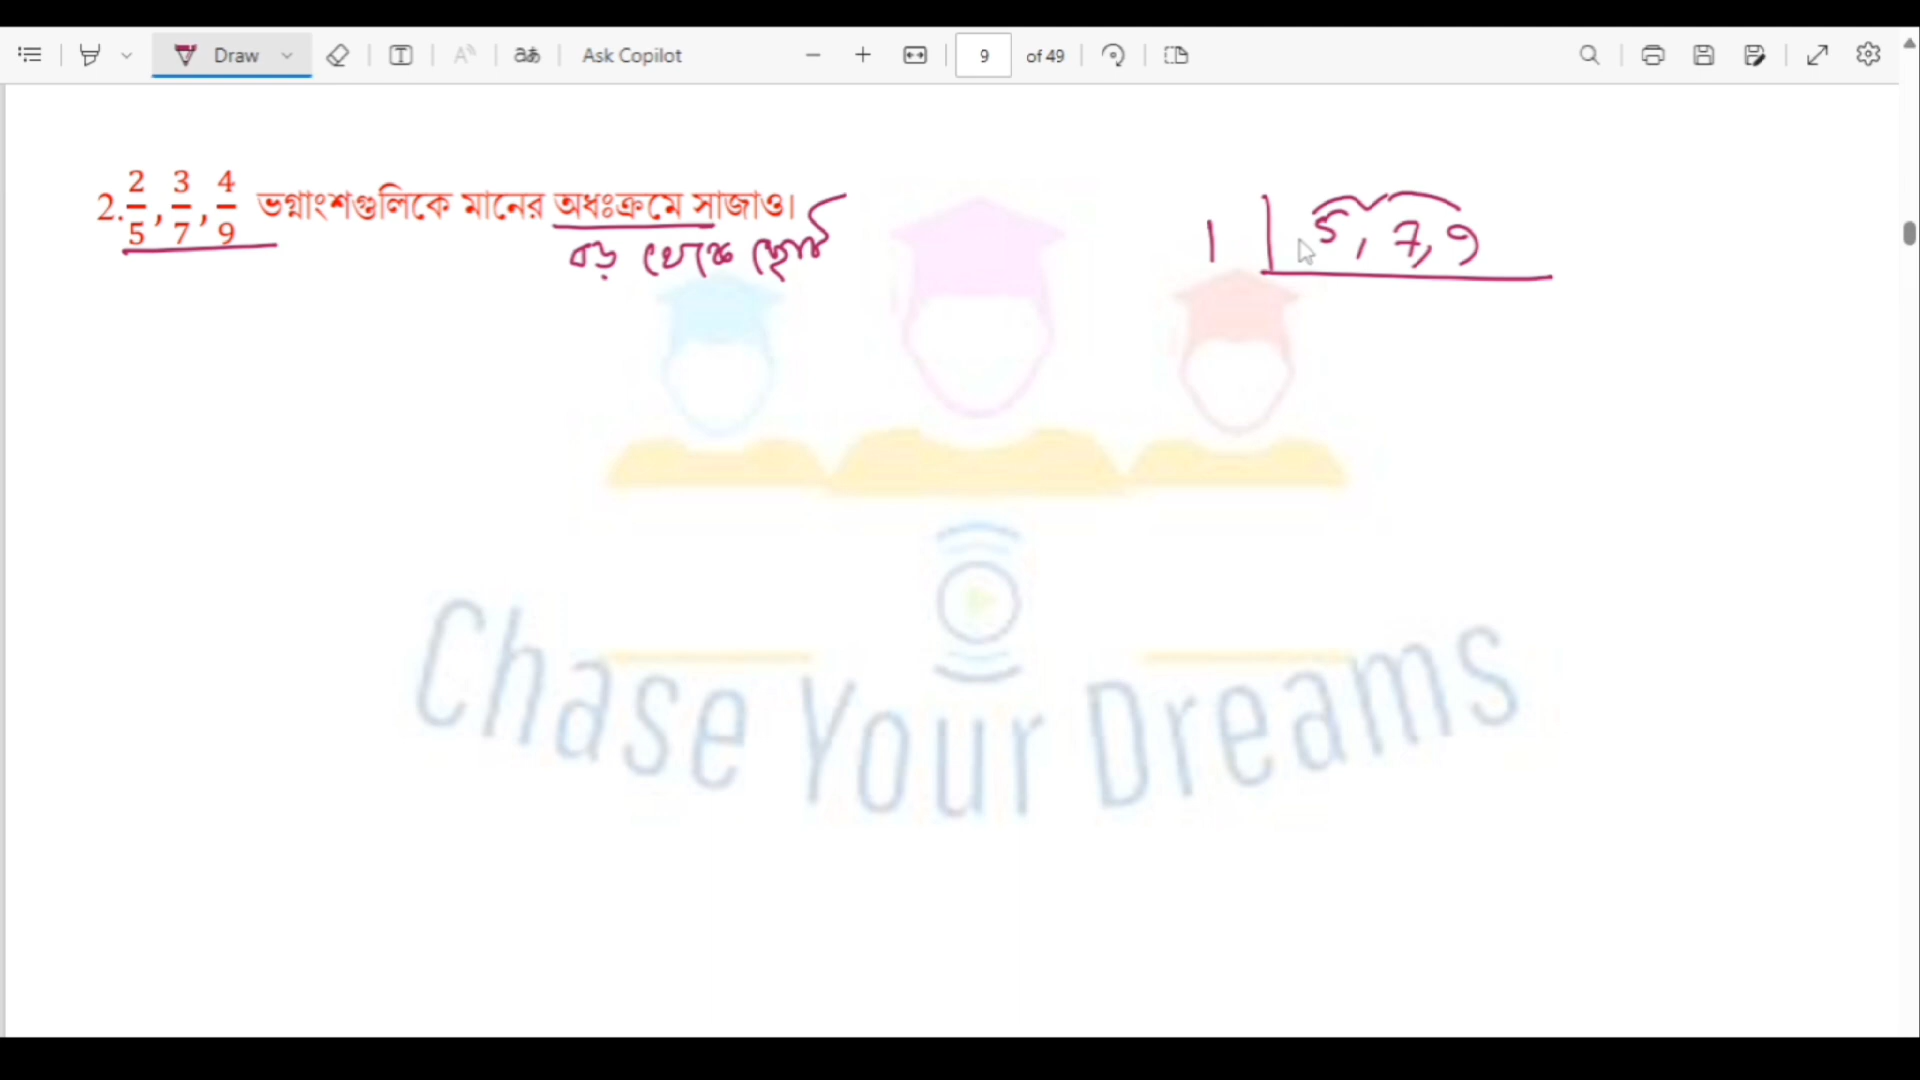 Draw Ask Copilot 9 of 49
2. 2/5, 3/7, 4/9 ভগ্নাংশগুলিকে মানের অধঃক্রমে সাজাও।
বড় থেকে ছোট
1 | 5, 7, 9
Chase Your Dreams